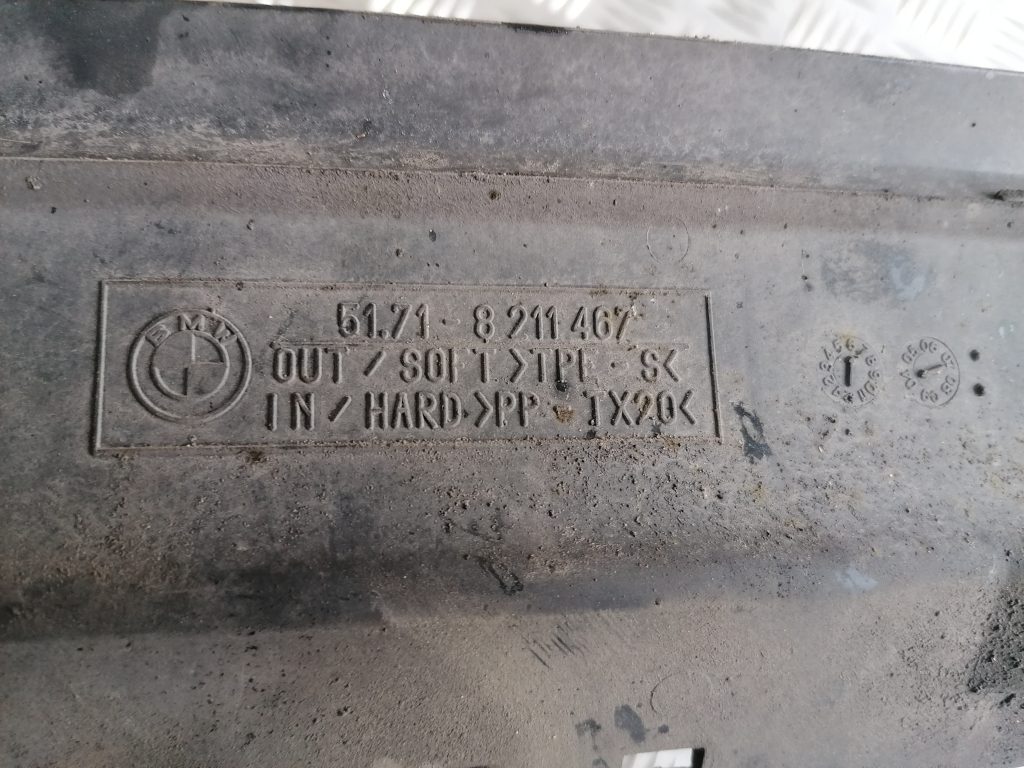 BMW
51.71 - 8 211 467
OUT / SOFT >TPE - S<
IN / HARD >PP - TX20<